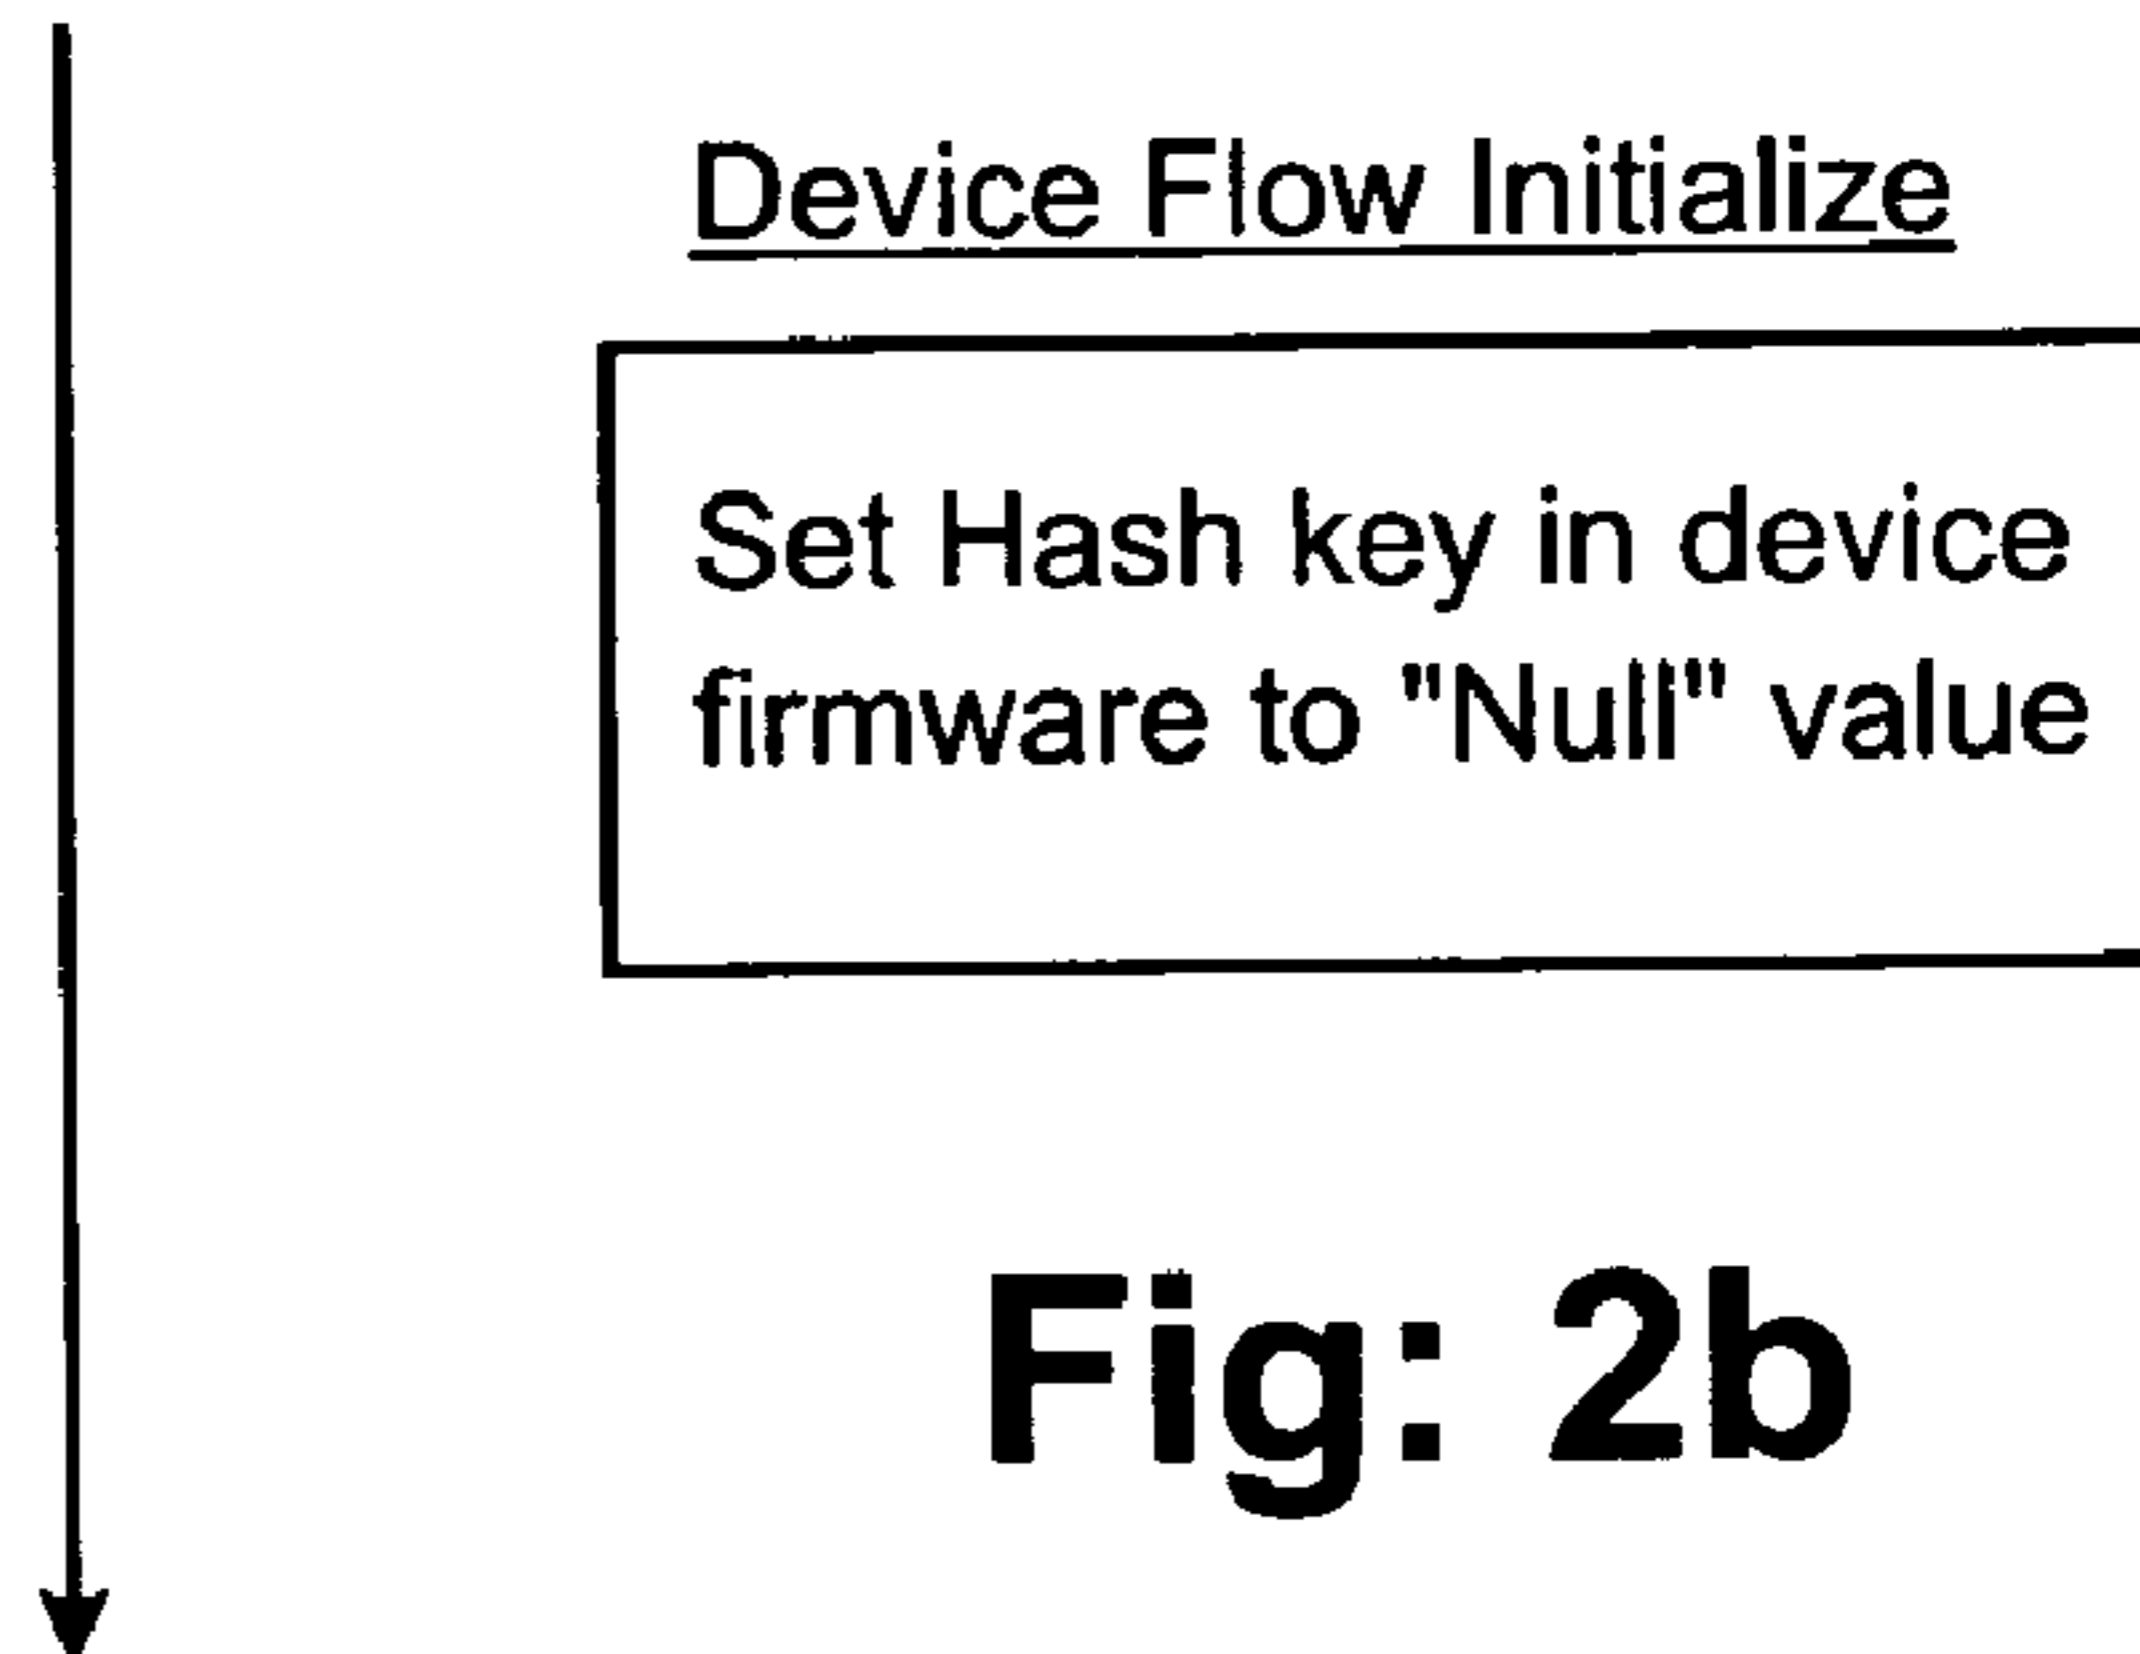 Device Flow Initialize
Set Hash key in device
firmware to "Null" value
Fig: 2b